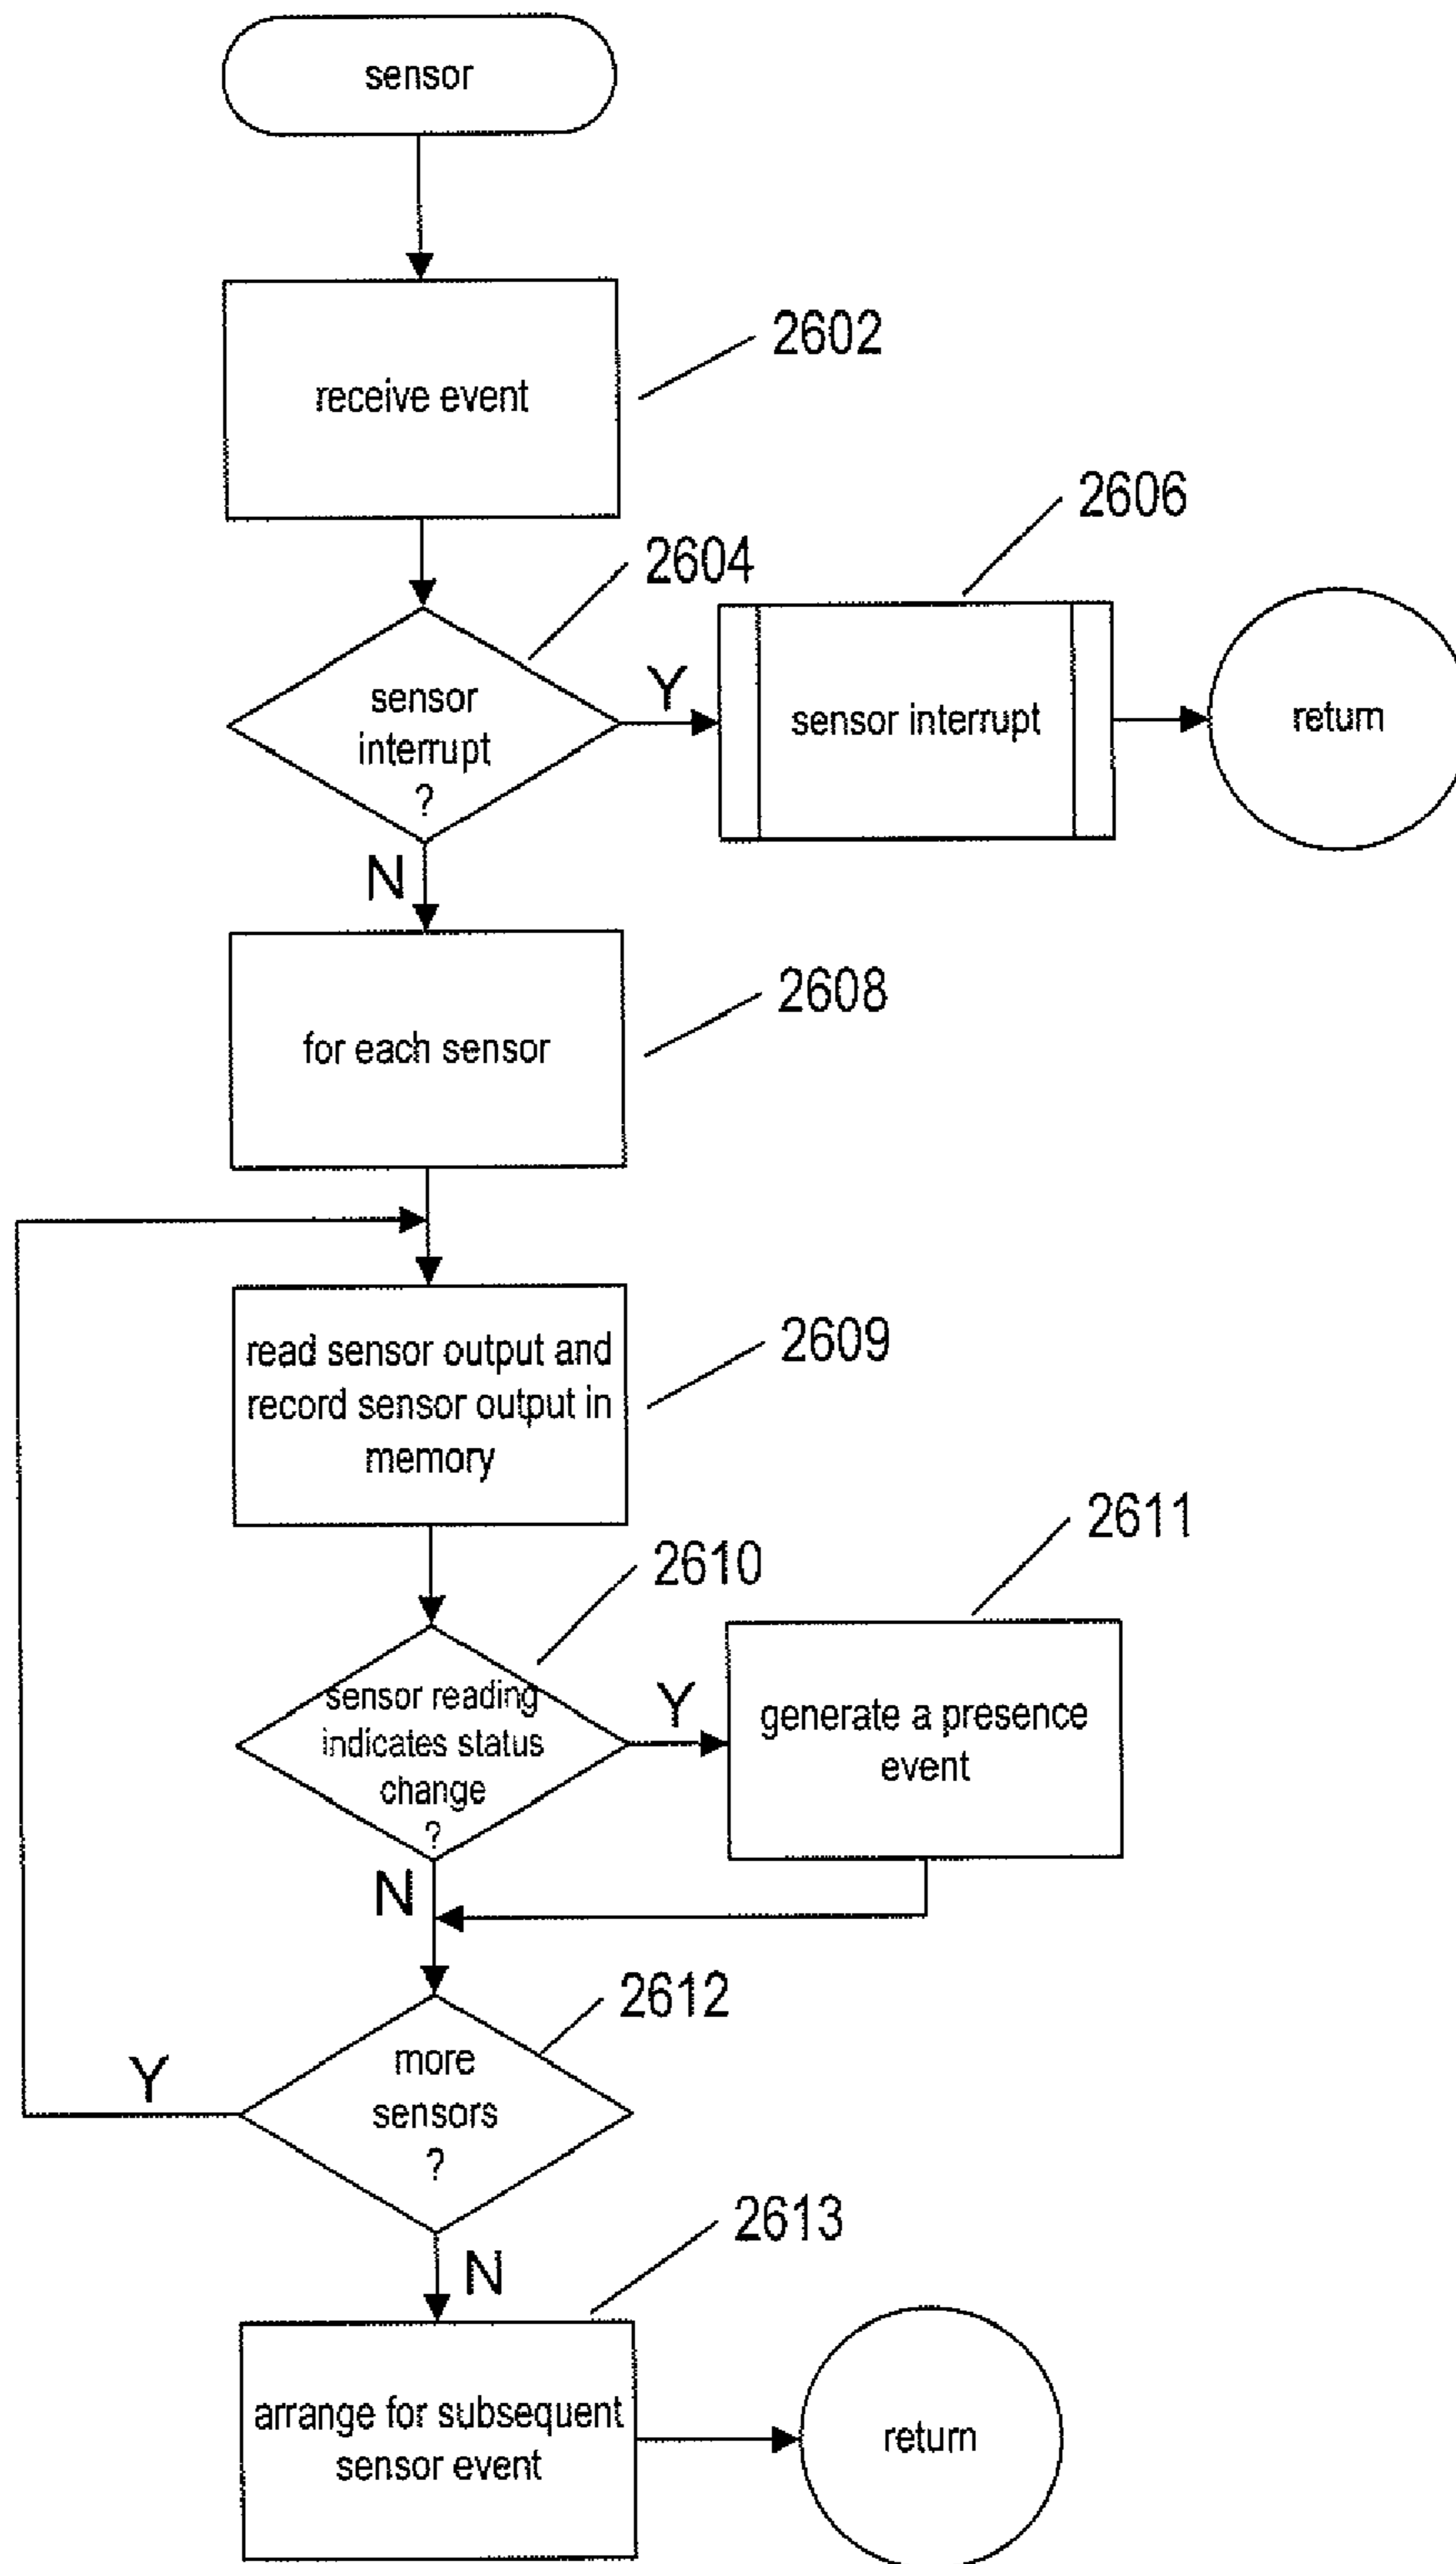 sensor
receive event
2602
2604
sensor
interrupt
?
Y
2606
sensor interrupt
return
N
for each sensor
2608
read sensor output and
record sensor output in
memory
2609
2610
sensor reading
indicates status
change
?
Y
2611
generate a presence
event
N
2612
more
sensors
?
Y
N
2613
arrange for subsequent
sensor event
return